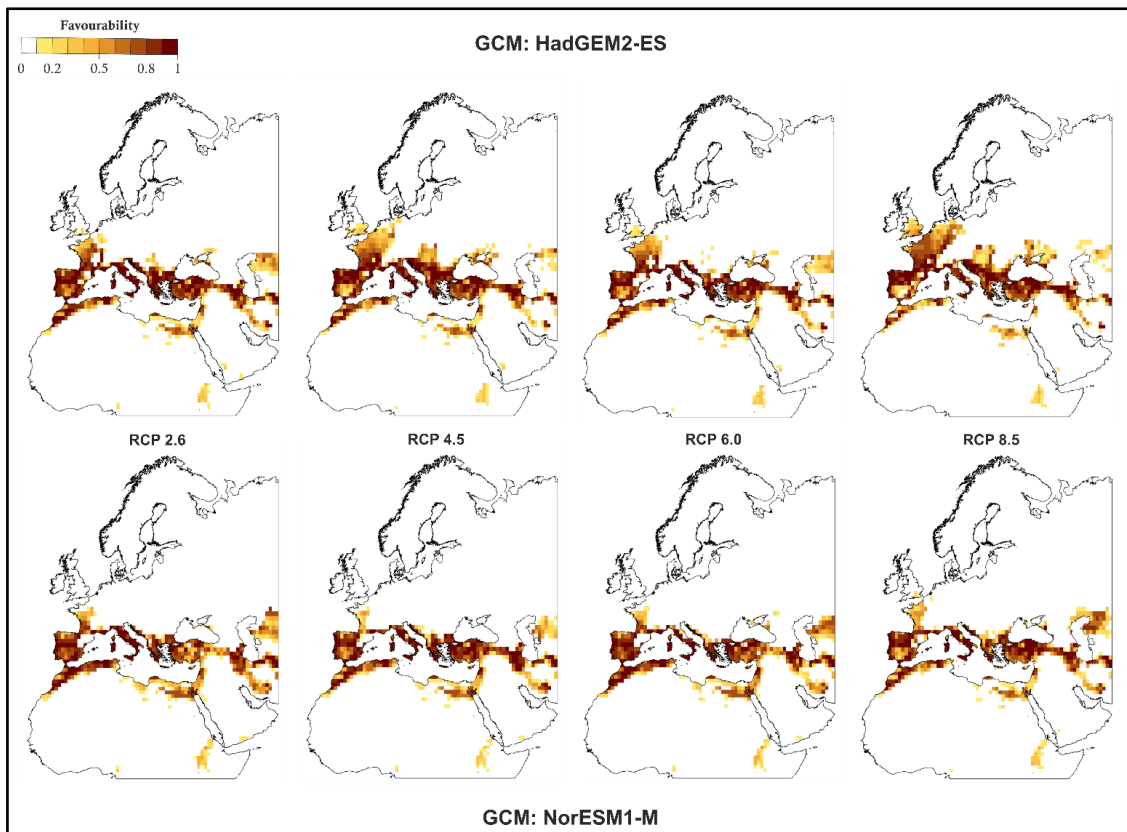 Favourability
0 0.2 0.5 0.8 1
GCM: HadGEM2-ES
RCP 2.6 RCP 4.5 RCP 6.0 RCP 8.5
GCM: NorESM1-M